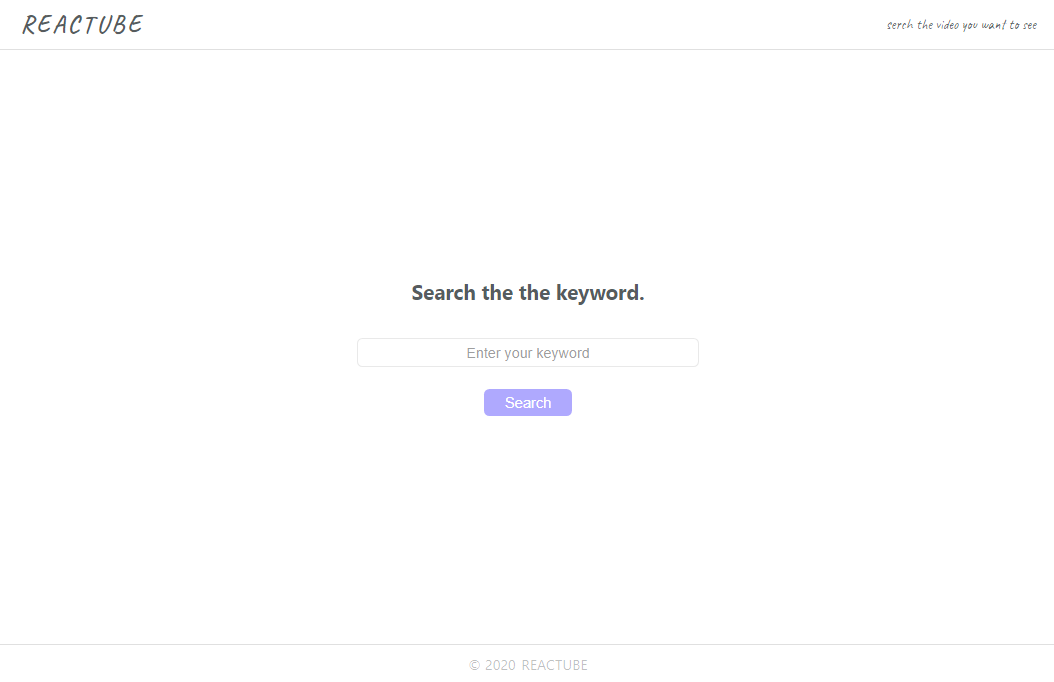 REACTUBE
serch the video you want to see
Search the the keyword.
Enter your keyword
Search
© 2020 REACTUBE